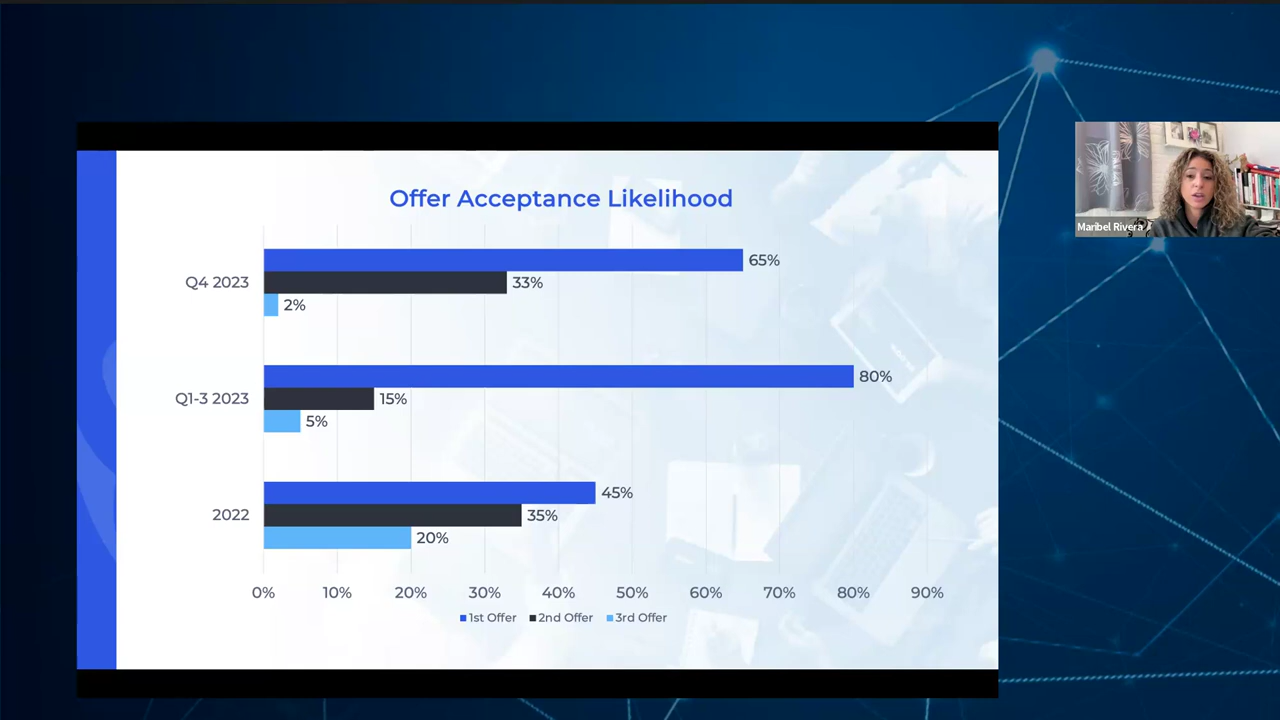 Offer Acceptance Likelihood
Q4 2023
65%
33%
2%
Q1-3 2023
80%
15%
5%
2022
45%
35%
20%
0% 10% 20% 30% 40% 50% 60% 70% 80% 90%
1st Offer 2nd Offer 3rd Offer
Maribel Rivera